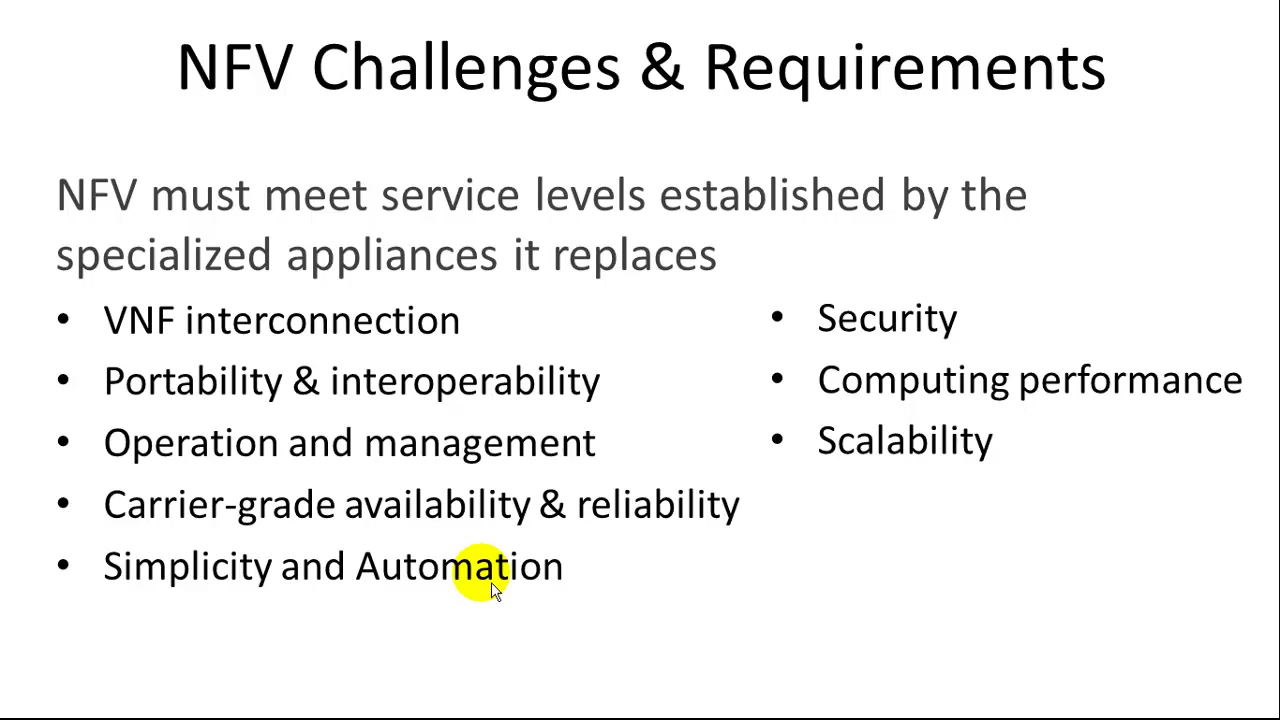 NFV Challenges & Requirements
NFV must meet service levels established by the
specialized appliances it replaces
• VNF interconnection
• Portability & interoperability
• Operation and management
• Carrier-grade availability & reliability
• Simplicity and Automation
• Security
• Computing performance
• Scalability